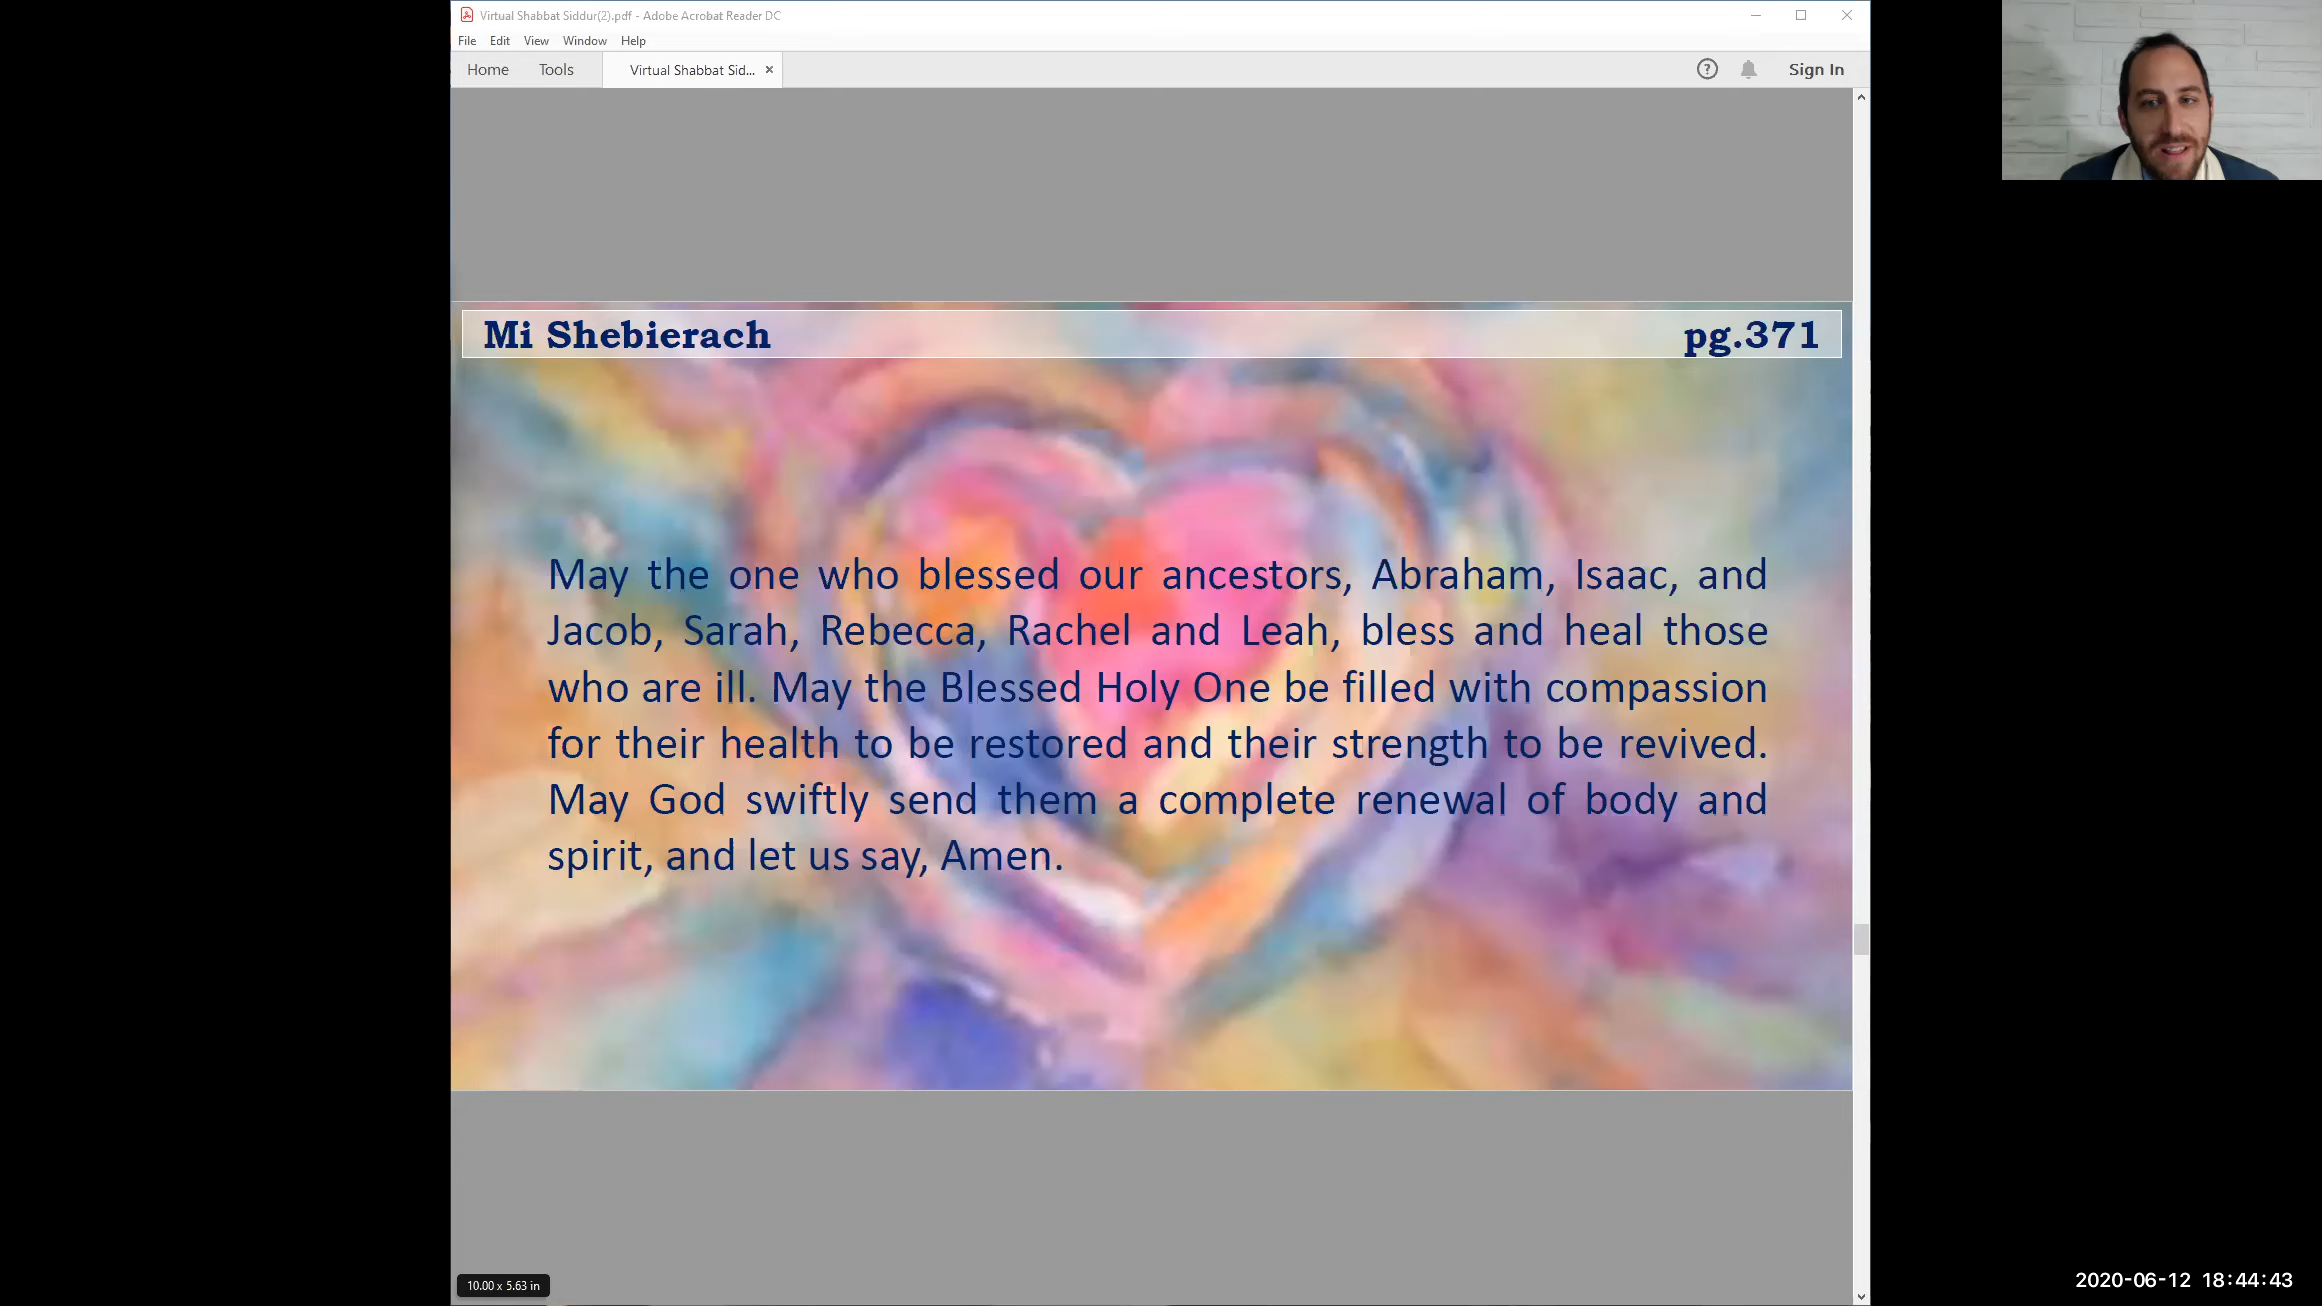 Virtual Shabbat Siddur(2).pdf - Adobe Acrobat Reader DC
File Edit View Window Help
Home Tools Virtual Shabbat Sid... × ? Sign In
Mi Shebierach pg.371
May the one who blessed our ancestors, Abraham, Isaac, and
Jacob, Sarah, Rebecca, Rachel and Leah, bless and heal those
who are ill. May the Blessed Holy One be filled with compassion
for their health to be restored and their strength to be revived.
May God swiftly send them a complete renewal of body and
spirit, and let us say, Amen.
10.00 x 5.63 in
2020-06-12 18:44:43